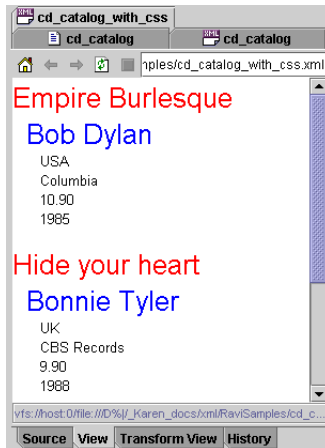 cd_catalog_with_css
cd_catalog cd_catalog
nples/cd_catalog_with_css.xml
Empire Burlesque
Bob Dylan
USA
Columbia
10.90
1985
Hide your heart
Bonnie Tyler
UK
CBS Records
9.90
1988
vfs://host:0/file:///D%|/_Karen_docs/xml/RaviSamples/cd_c...
Source View Transform View History